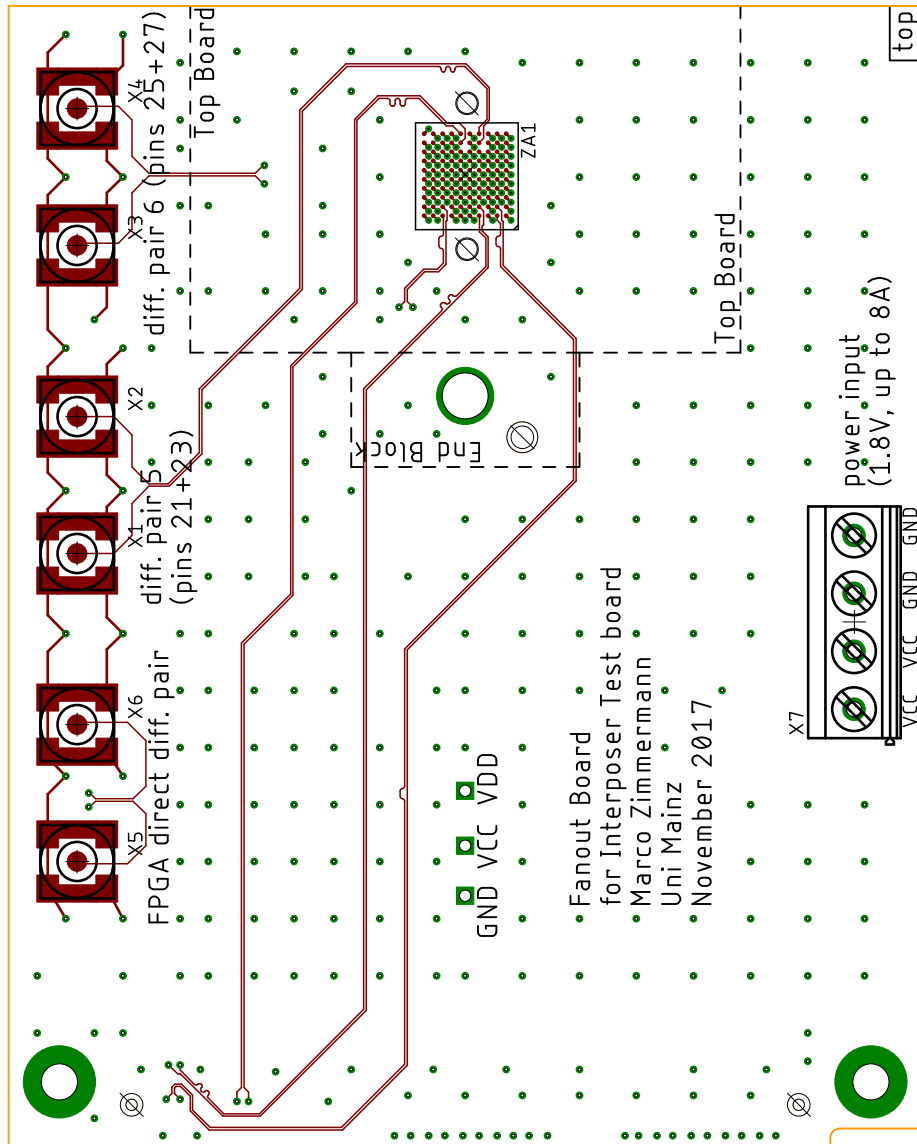 top
Top Board
Top Board
ZA1
X4
X3
diff. pair 6 (pins 25+27)
X2
X1
diff. pair 5
(pins 21+23)
End Block
power input
(1.8V, up to 8A)
GND
GND
VCC
VCC
X7
X6
X5
FPGA direct diff. pair
GND VCC VDD
Fanout Board
for Interposer Test board
Marco Zimmermann
Uni Mainz
November 2017